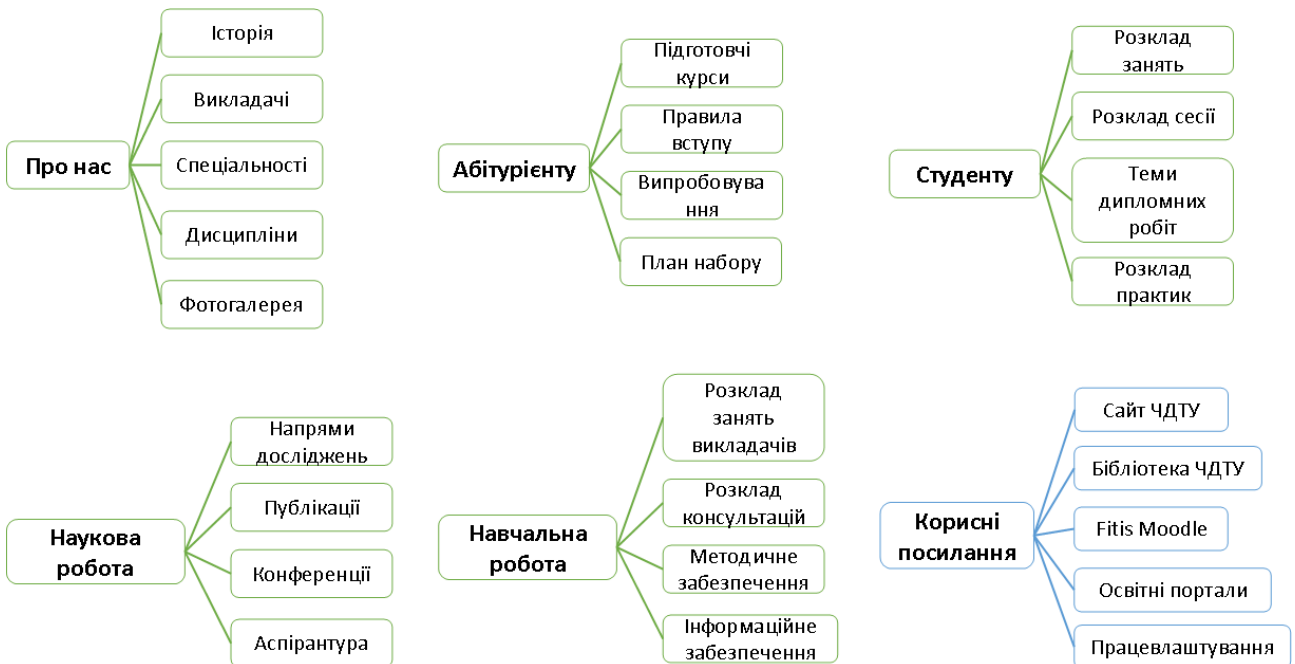 Про нас
Історія
Викладачі
Спеціальності
Дисципліни
Фотогалерея
Абітурієнту
Підготовчі
курси
Правила
вступу
Випробовува
ння
План набору
Студенту
Розклад
занять
Розклад сесії
Теми
дипломних
робіт
Розклад
практик
Наукова
робота
Напрями
досліджень
Публікації
Конференції
Аспірантура
Навчальна
робота
Розклад
занять
викладачів
Розклад
консультацій
Методичне
забезпечення
Інформаційне
забезпечення
Корисні
посилання
Сайт ЧДТУ
Бібліотека ЧДТУ
Fitis Moodle
Освітні портали
Працевлаштування